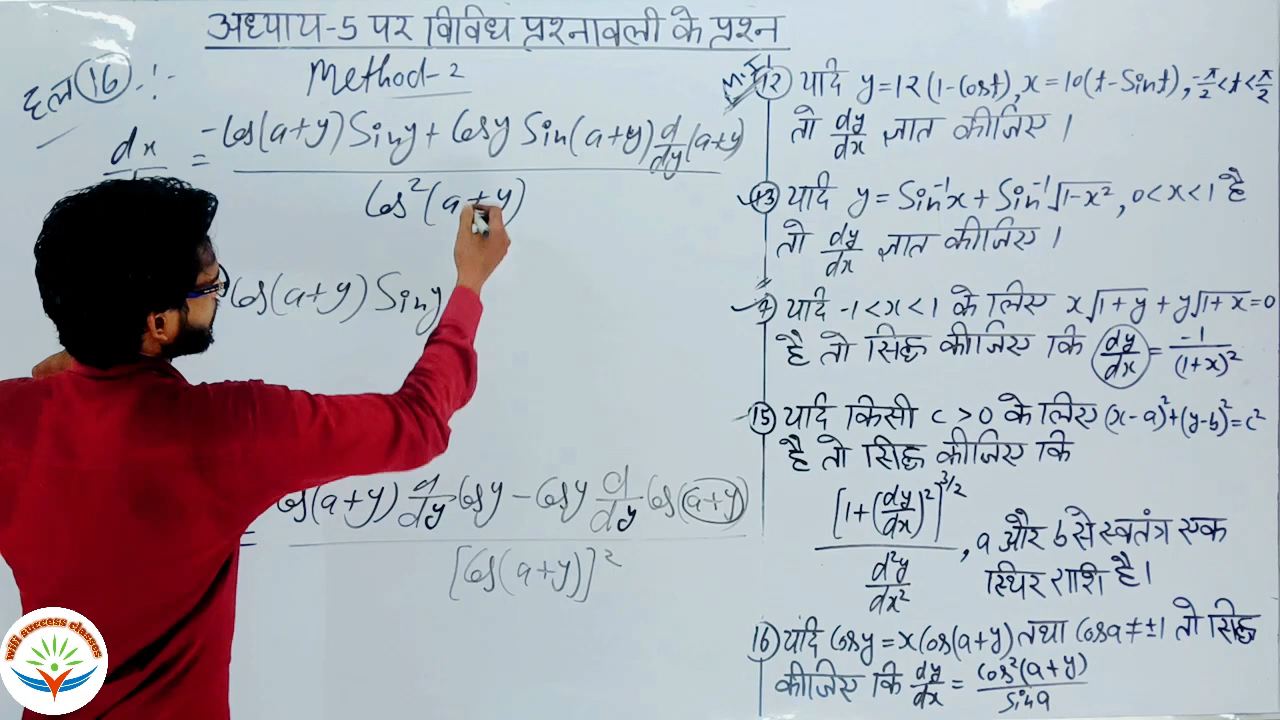 अध्याय-5 पर विविध प्रश्नावली के प्रश्न
हल (16) :-
Method-2
dx = -Cos(a+y) Siny + Cosy Sin(a+y) d/dy (a+y)
Cos²(a+y)
Cos(a+y) Siny
= Cos(a+y) d/dy Cosy - Cosy d/dy Cos(a+y)
[Cos(a+y)]²
12) यदि y = 12(1-Cost), x = 10(t-Sint), -π/2<t<π/2
तो dy/dx ज्ञात कीजिए।
13) यदि y = Sin⁻¹x + Sin⁻¹√1-x², 0<x<1 है
तो dy/dx ज्ञात कीजिए।
यदि -1<x<1 के लिए x√1+y + y√1+x = 0
है तो सिद्ध कीजिए कि dy/dx = -1/(1+x)²
15) यदि किसी c>0 के लिए (x-a)²+(y-b)²=c²
है तो सिद्ध कीजिए कि
[1+(dy/dx)²]^3/2
d²y/dx²
, a और b से स्वतंत्र एक
स्थिर राशि है।
16) यदि Cosy = x Cos(a+y) तथा Cosa ≠ ±1 तो सिद्ध
कीजिए कि dy/dx = Cos²(a+y)/Sina
wifi success classes